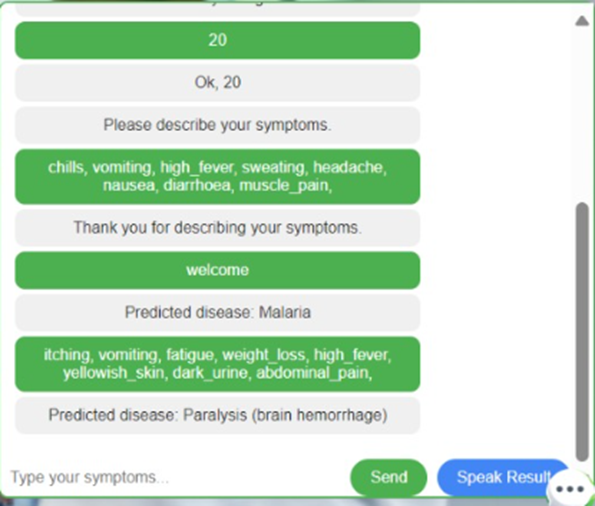 20
Ok, 20
Please describe your symptoms.
chills, vomiting, high_fever, sweating, headache,
nausea, diarrhoea, muscle_pain,
Thank you for describing your symptoms.
welcome
Predicted disease: Malaria
itching, vomiting, fatigue, weight_loss, high_fever,
yellowish_skin, dark_urine, abdominal_pain,
Predicted disease: Paralysis (brain hemorrhage)
Type your symptoms...
Send
Speak Result